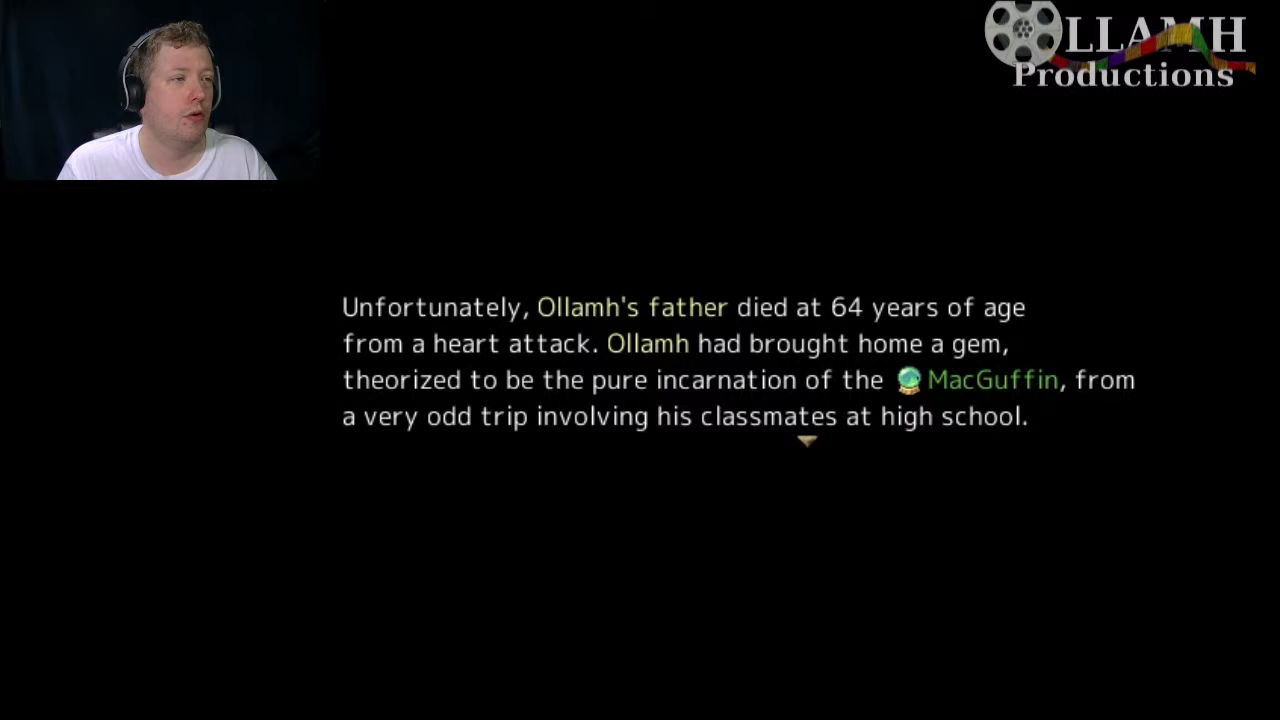 OLLAMH
Productions
Unfortunately, Ollamh's father died at 64 years of age
from a heart attack. Ollamh had brought home a gem,
theorized to be the pure incarnation of the MacGuffin, from
a very odd trip involving his classmates at high school.